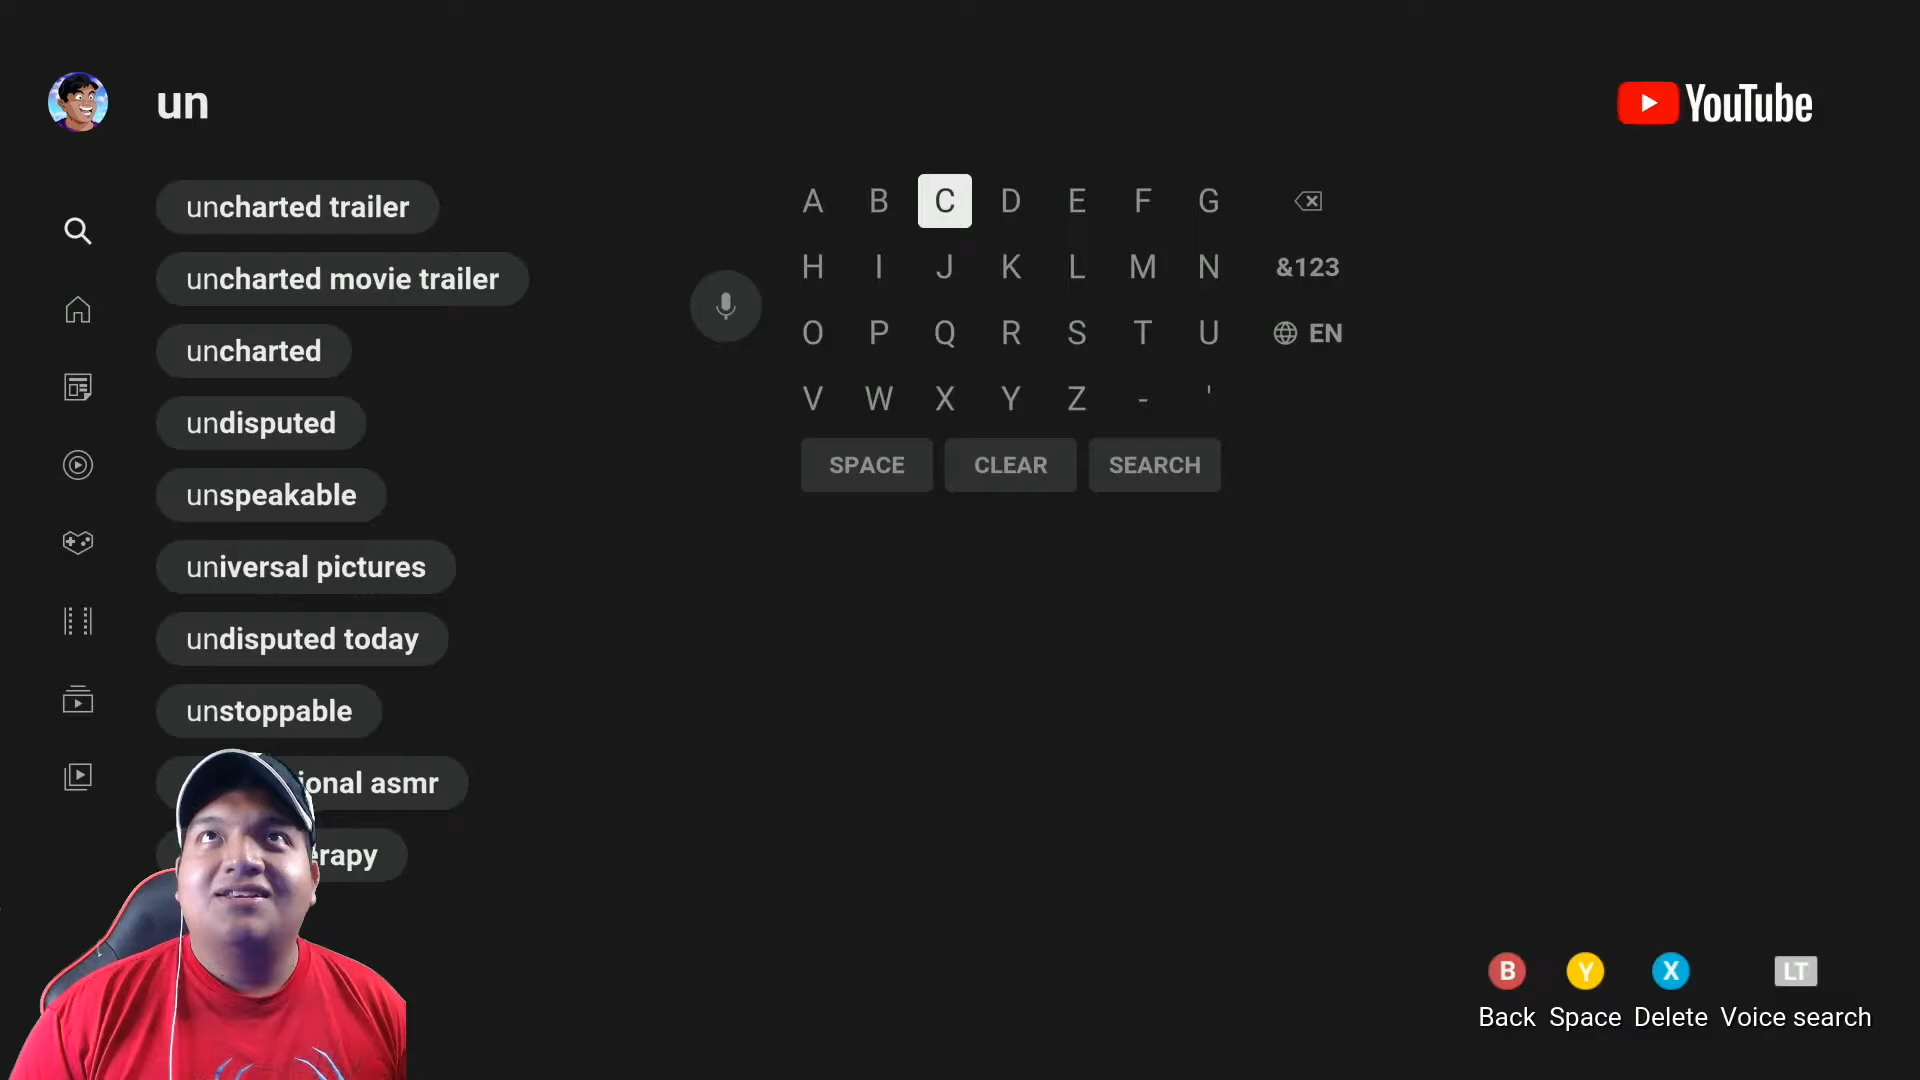 un
YouTube
uncharted trailer
uncharted movie trailer
uncharted
undisputed
unspeakable
universal pictures
undisputed today
unstoppable
ional asmr
erapy
A B C D E F G
H I J K L M N &123
O P Q R S T U EN
V W X Y Z - '
SPACE CLEAR SEARCH
B Y X LT
Back Space Delete Voice search